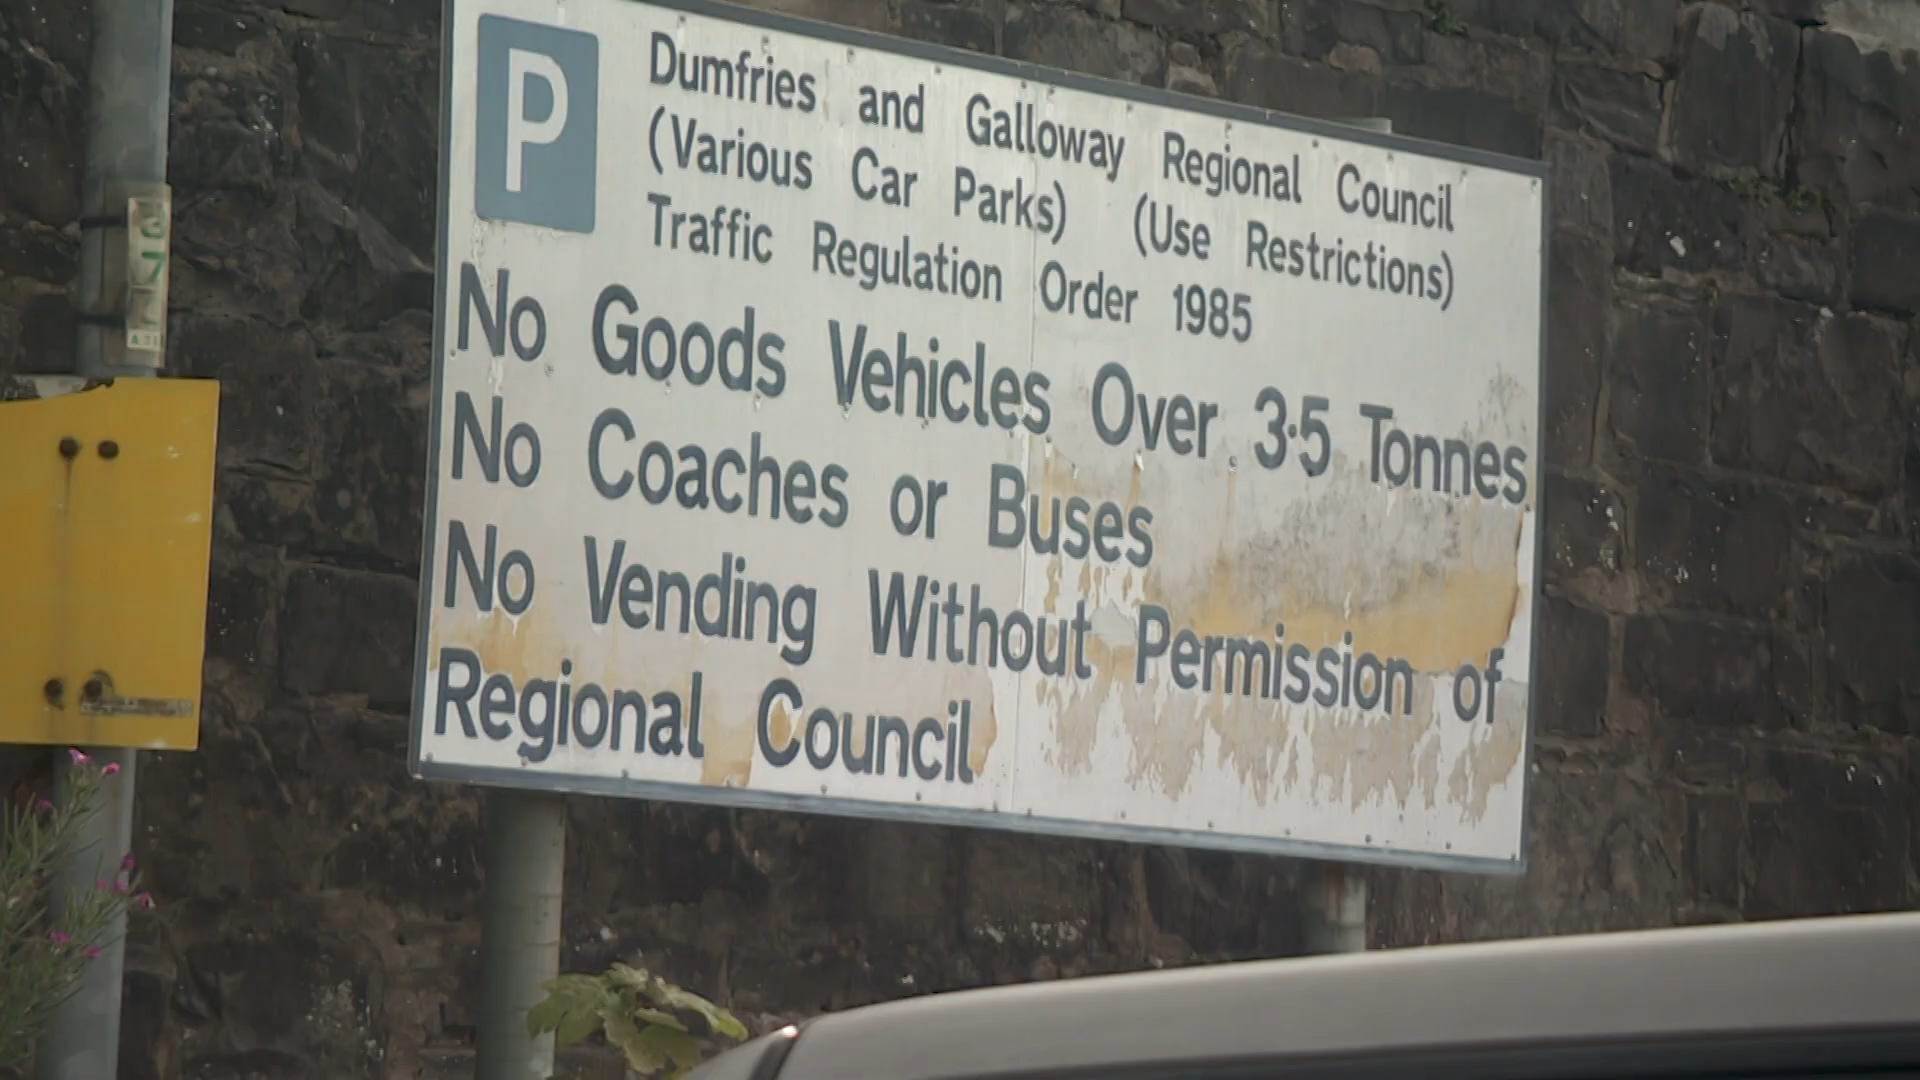 P
Dumfries and Galloway Regional Council
(Various Car Parks) (Use Restrictions)
Traffic Regulation Order 1985
No Goods Vehicles Over 3·5 Tonnes
No Coaches or Buses
No Vending Without Permission of
Regional Council